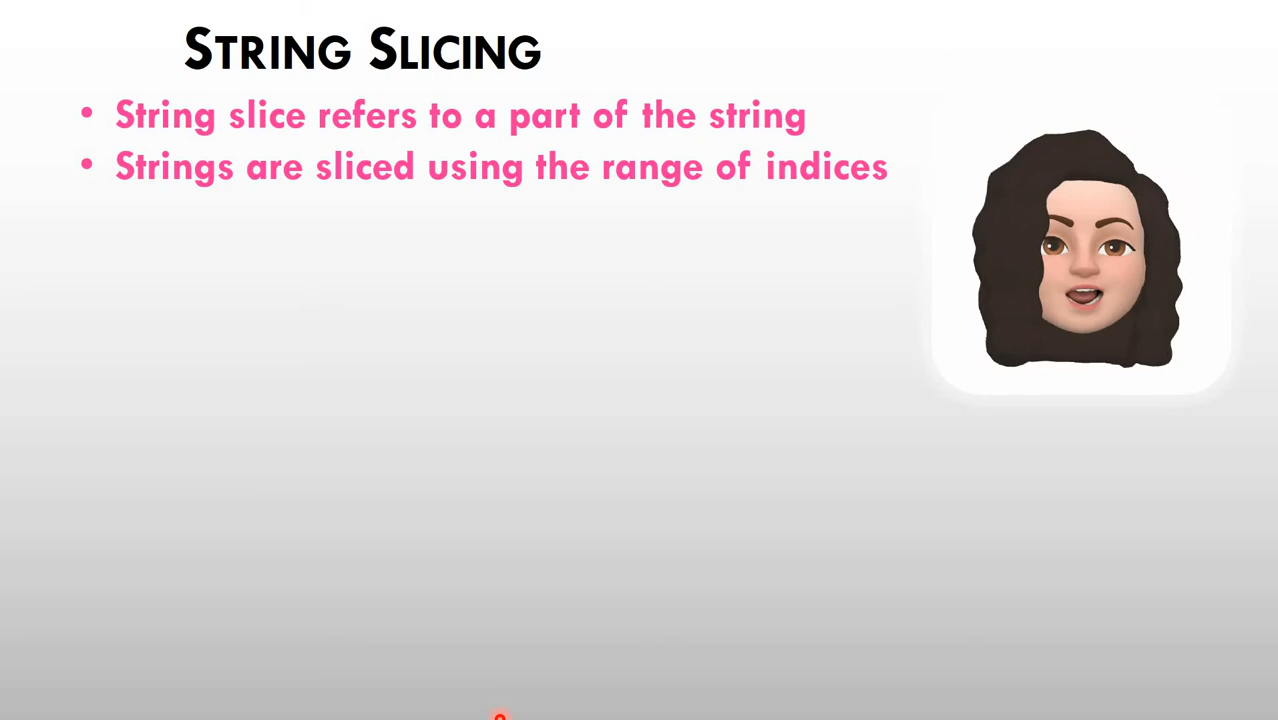 STRING SLICING
• String slice refers to a part of the string
• Strings are sliced using the range of indices